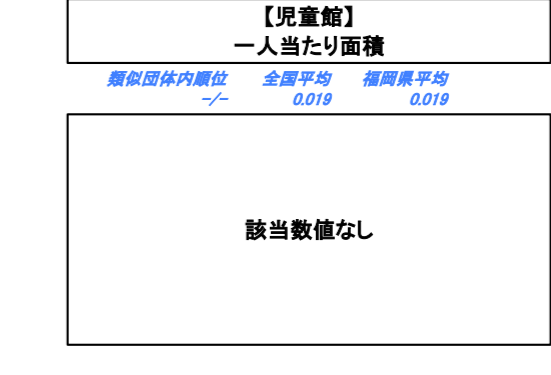 【児童館】
一人当たり面積
類似団体内順位 全国平均 福岡県平均
-/- 0.019 0.019
該当数値なし